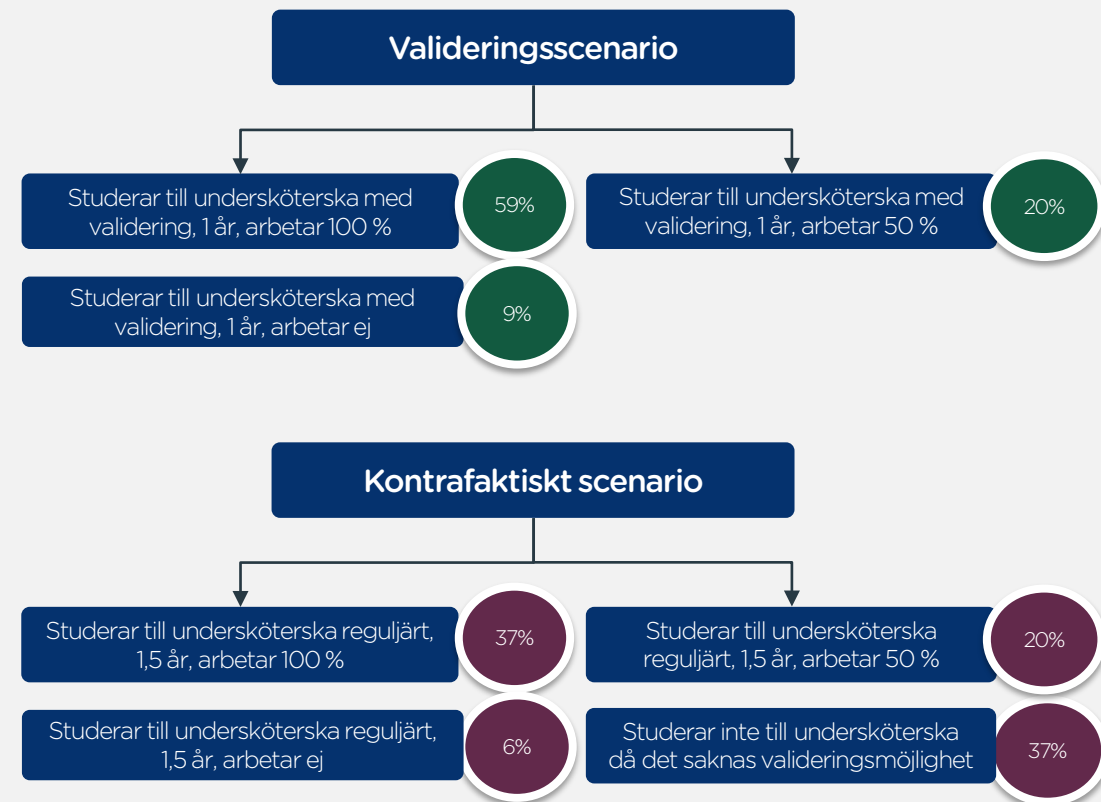 Valideringsscenario
Studerar till undersköterska med
validering, 1 år, arbetar 100 %
59%
Studerar till undersköterska med
validering, 1 år, arbetar 50 %
20%
Studerar till undersköterska med
validering, 1 år, arbetar ej
9%
Kontrafaktiskt scenario
Studerar till undersköterska reguljärt,
1,5 år, arbetar 100 %
37%
Studerar till undersköterska
reguljärt, 1,5 år, arbetar 50 %
20%
Studerar till undersköterska reguljärt,
1,5 år, arbetar ej
6%
Studerar inte till undersköterska
då det saknas valideringsmöjlighet
37%